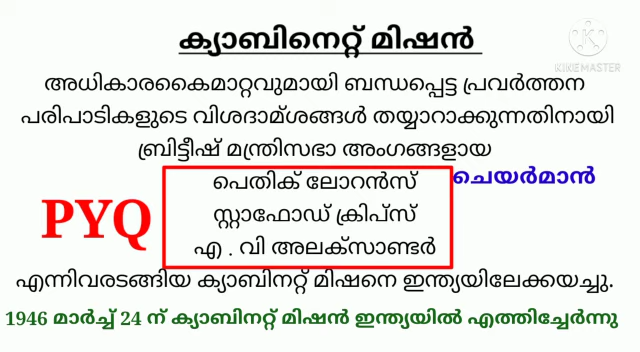 ക്യാബിനെറ്റ് മിഷൻ
KINEMASTER
അധികാരകൈമാറ്റവുമായി ബന്ധപ്പെട്ട പ്രവർത്തന
പരിപാടികളുടെ വിശദാമ്ശങ്ങൾ തയ്യാറാക്കുന്നതിനായി
ബ്രിട്ടീഷ് മന്ത്രിസഭാ അംഗങ്ങളായ
പെതിക് ലോറൻസ് ചെയർമാൻ
PYQ സ്റ്റാഫോഡ് ക്രിപ്സ്
എ . വി അലക്സാണ്ടർ
എന്നിവരടങ്ങിയ ക്യാബിനറ്റ് മിഷനെ ഇന്ത്യയിലേക്കയച്ചു.
1946 മാർച്ച് 24 ന് ക്യാബിനറ്റ് മിഷൻ ഇന്ത്യയിൽ എത്തിച്ചേർന്നു